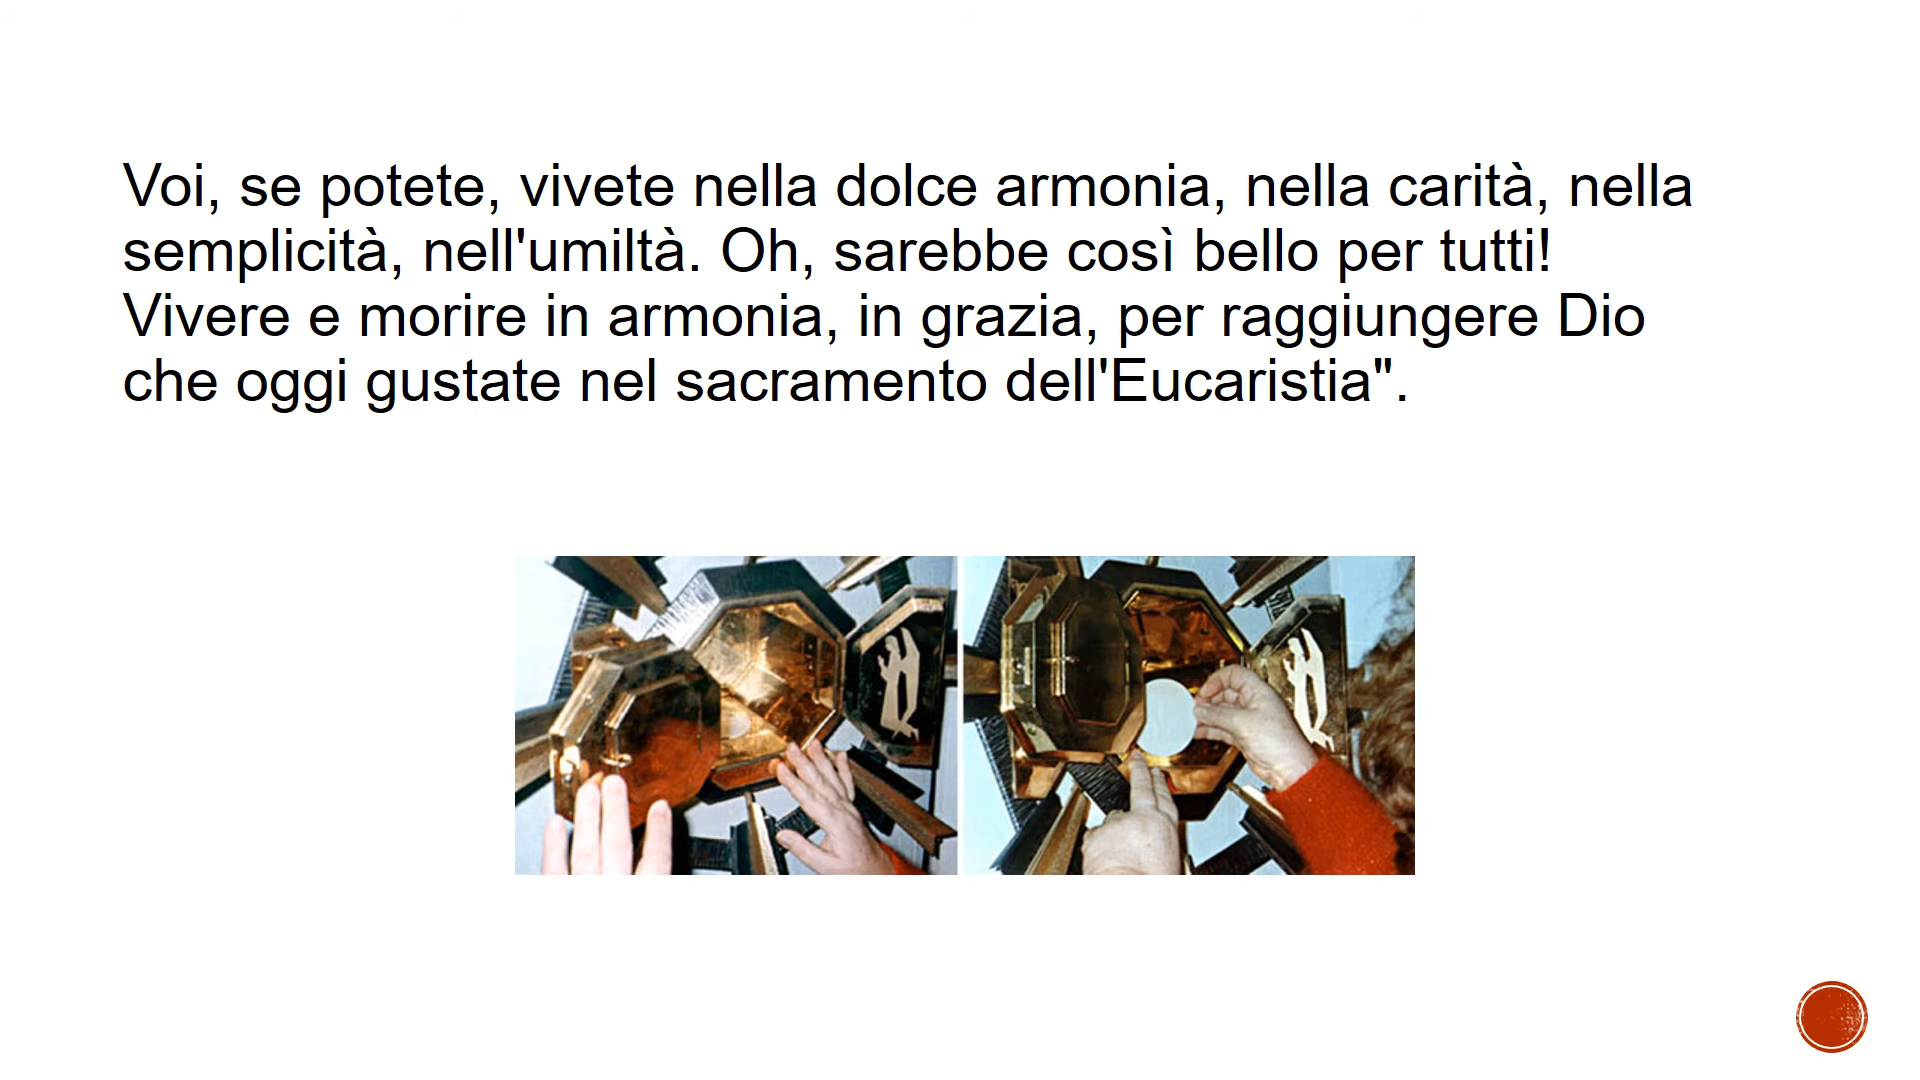 Voi, se potete, vivete nella dolce armonia, nella carità, nella
semplicità, nell'umiltà. Oh, sarebbe così bello per tutti!
Vivere e morire in armonia, in grazia, per raggiungere Dio
che oggi gustate nel sacramento dell'Eucaristia".